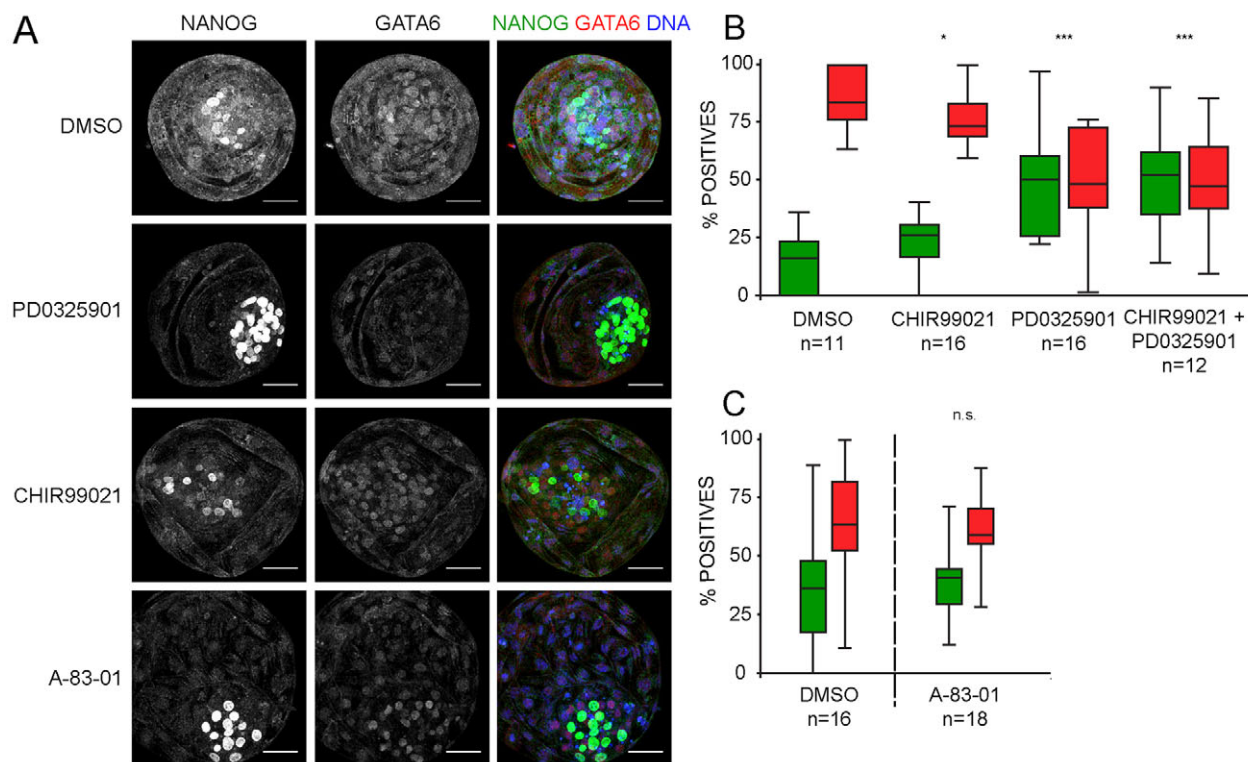 A
NANOG
GATA6
NANOG GATA6 DNA
DMSO
PD0325901
CHIR99021
A-83-01
B
*
***
***
% POSITIVES
100
75
50
25
0
DMSO
n=11
CHIR99021
n=16
PD0325901
n=16
CHIR99021 +
PD0325901
n=12
C
n.s.
% POSITIVES
100
75
50
25
0
DMSO
n=16
A-83-01
n=18